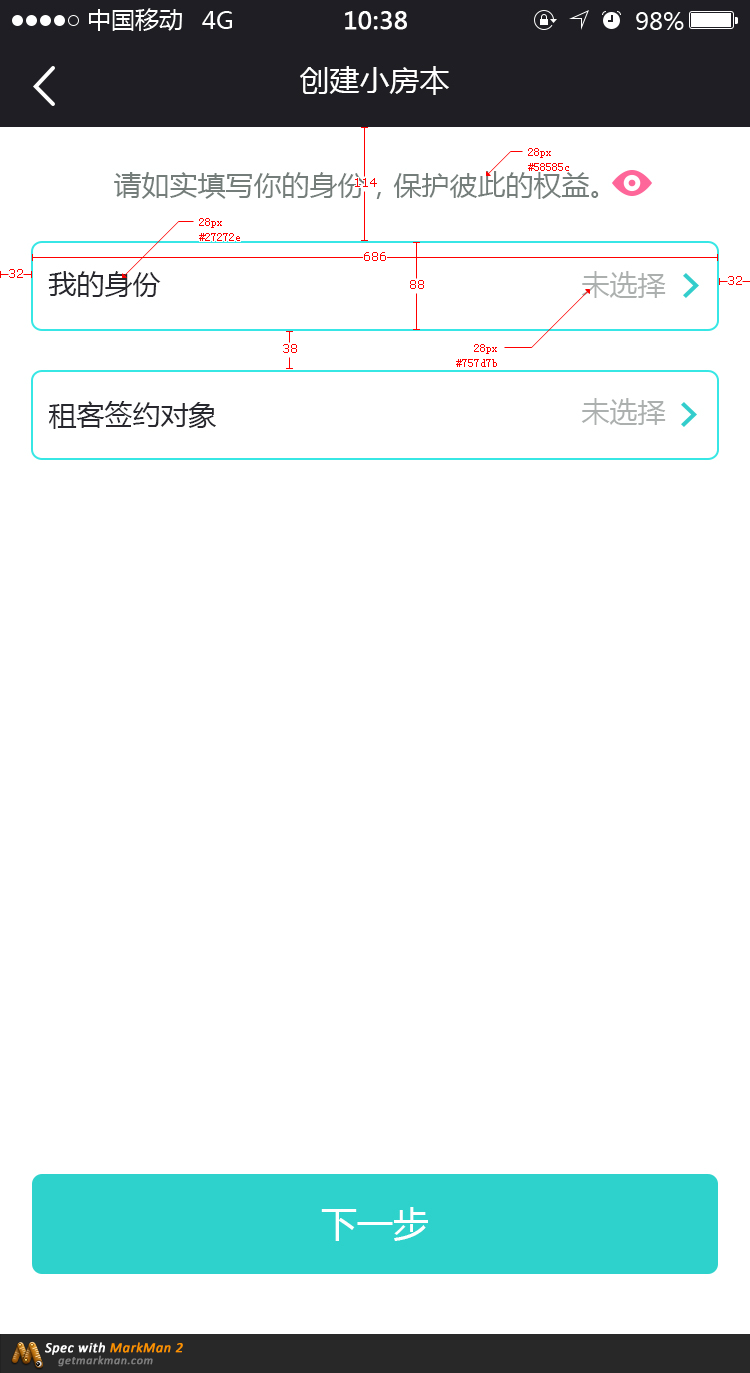 中国移动 4G 10:38 98%
创建小房本
28px
#58585c
请如实填写你的身份，保护彼此的权益。
114
28px
#27272e
686
32
我的身份
88
未选择
32
38
28px
#757d7b
租客签约对象
未选择
下一步
Spec with MarkMan 2
getmarkman.com